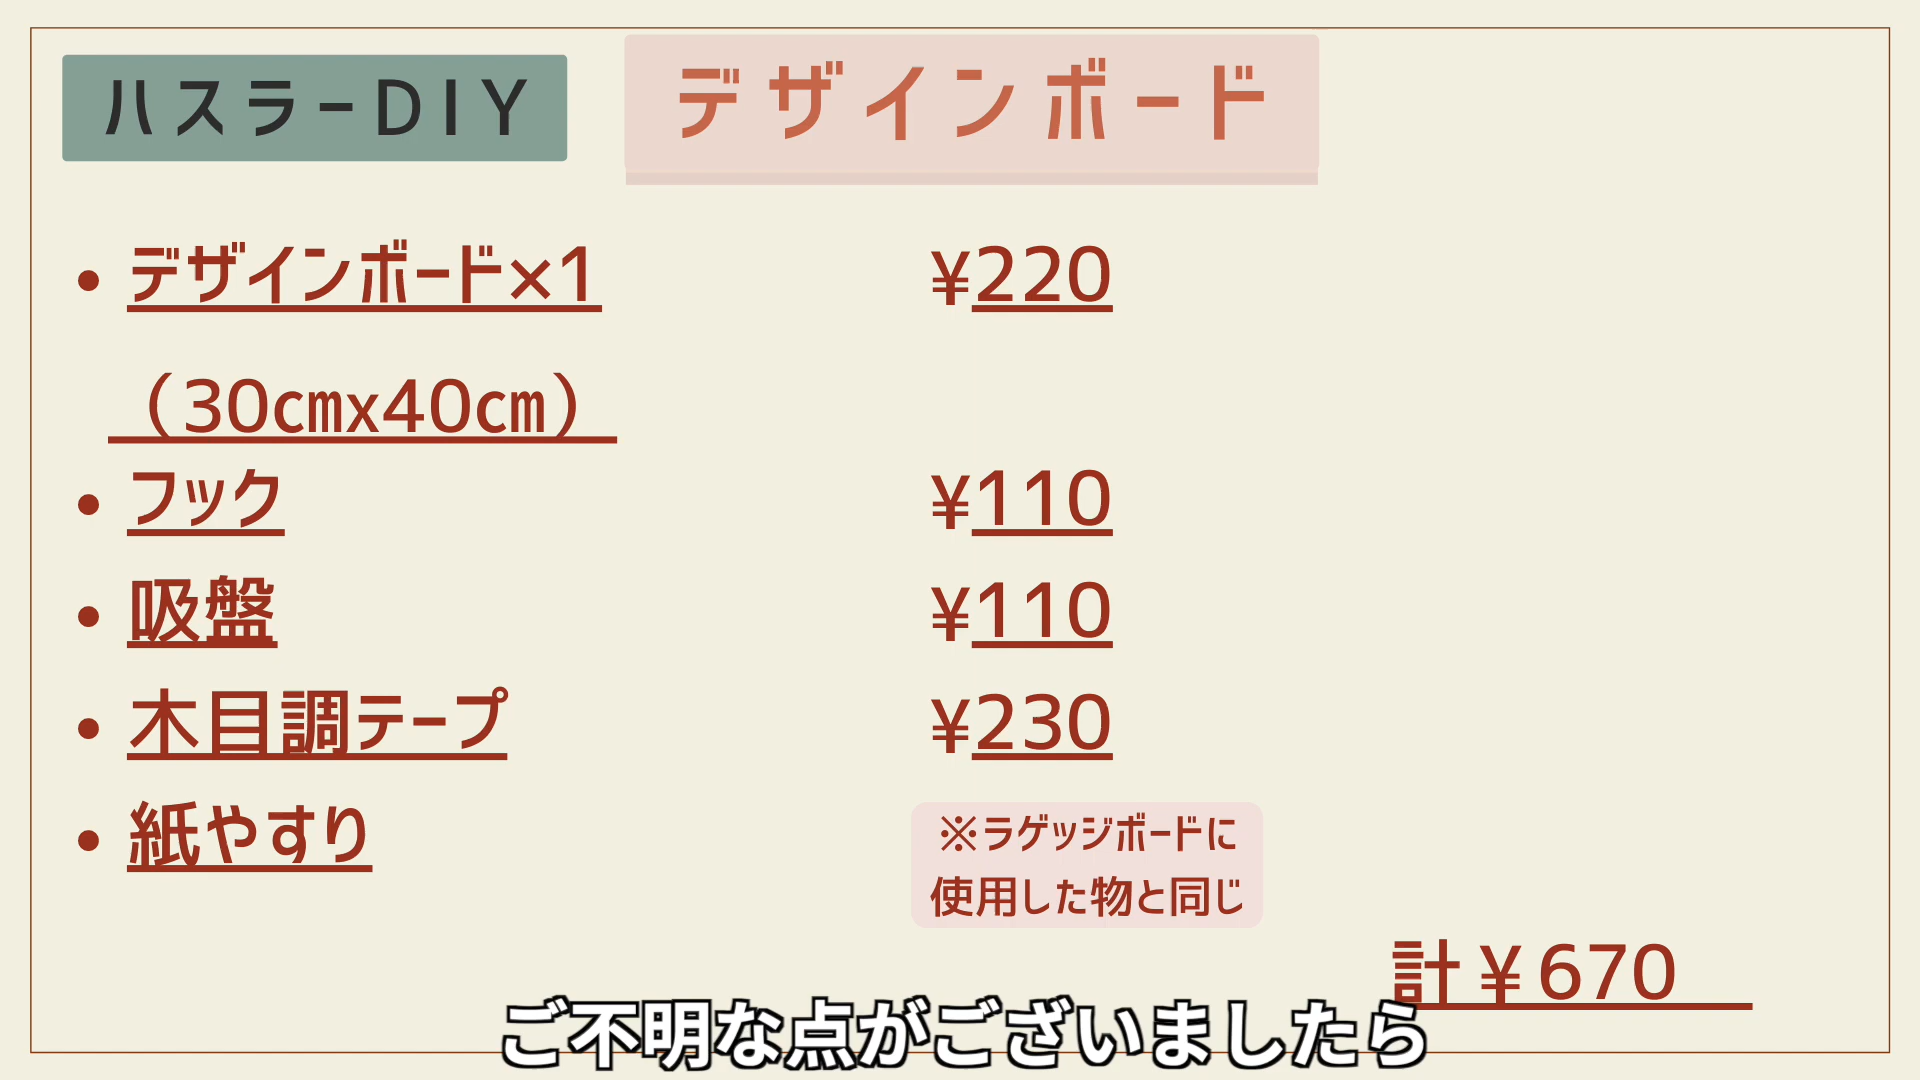 ハスラーDIY
デザインボード
• デザインボード×1 ¥220
（30㎝x40㎝）
• フック ¥110
• 吸盤 ¥110
• 木目調テープ ¥230
• 紙やすり
※ラゲッジボードに
使用した物と同じ
計￥670
ご不明な点がございましたら